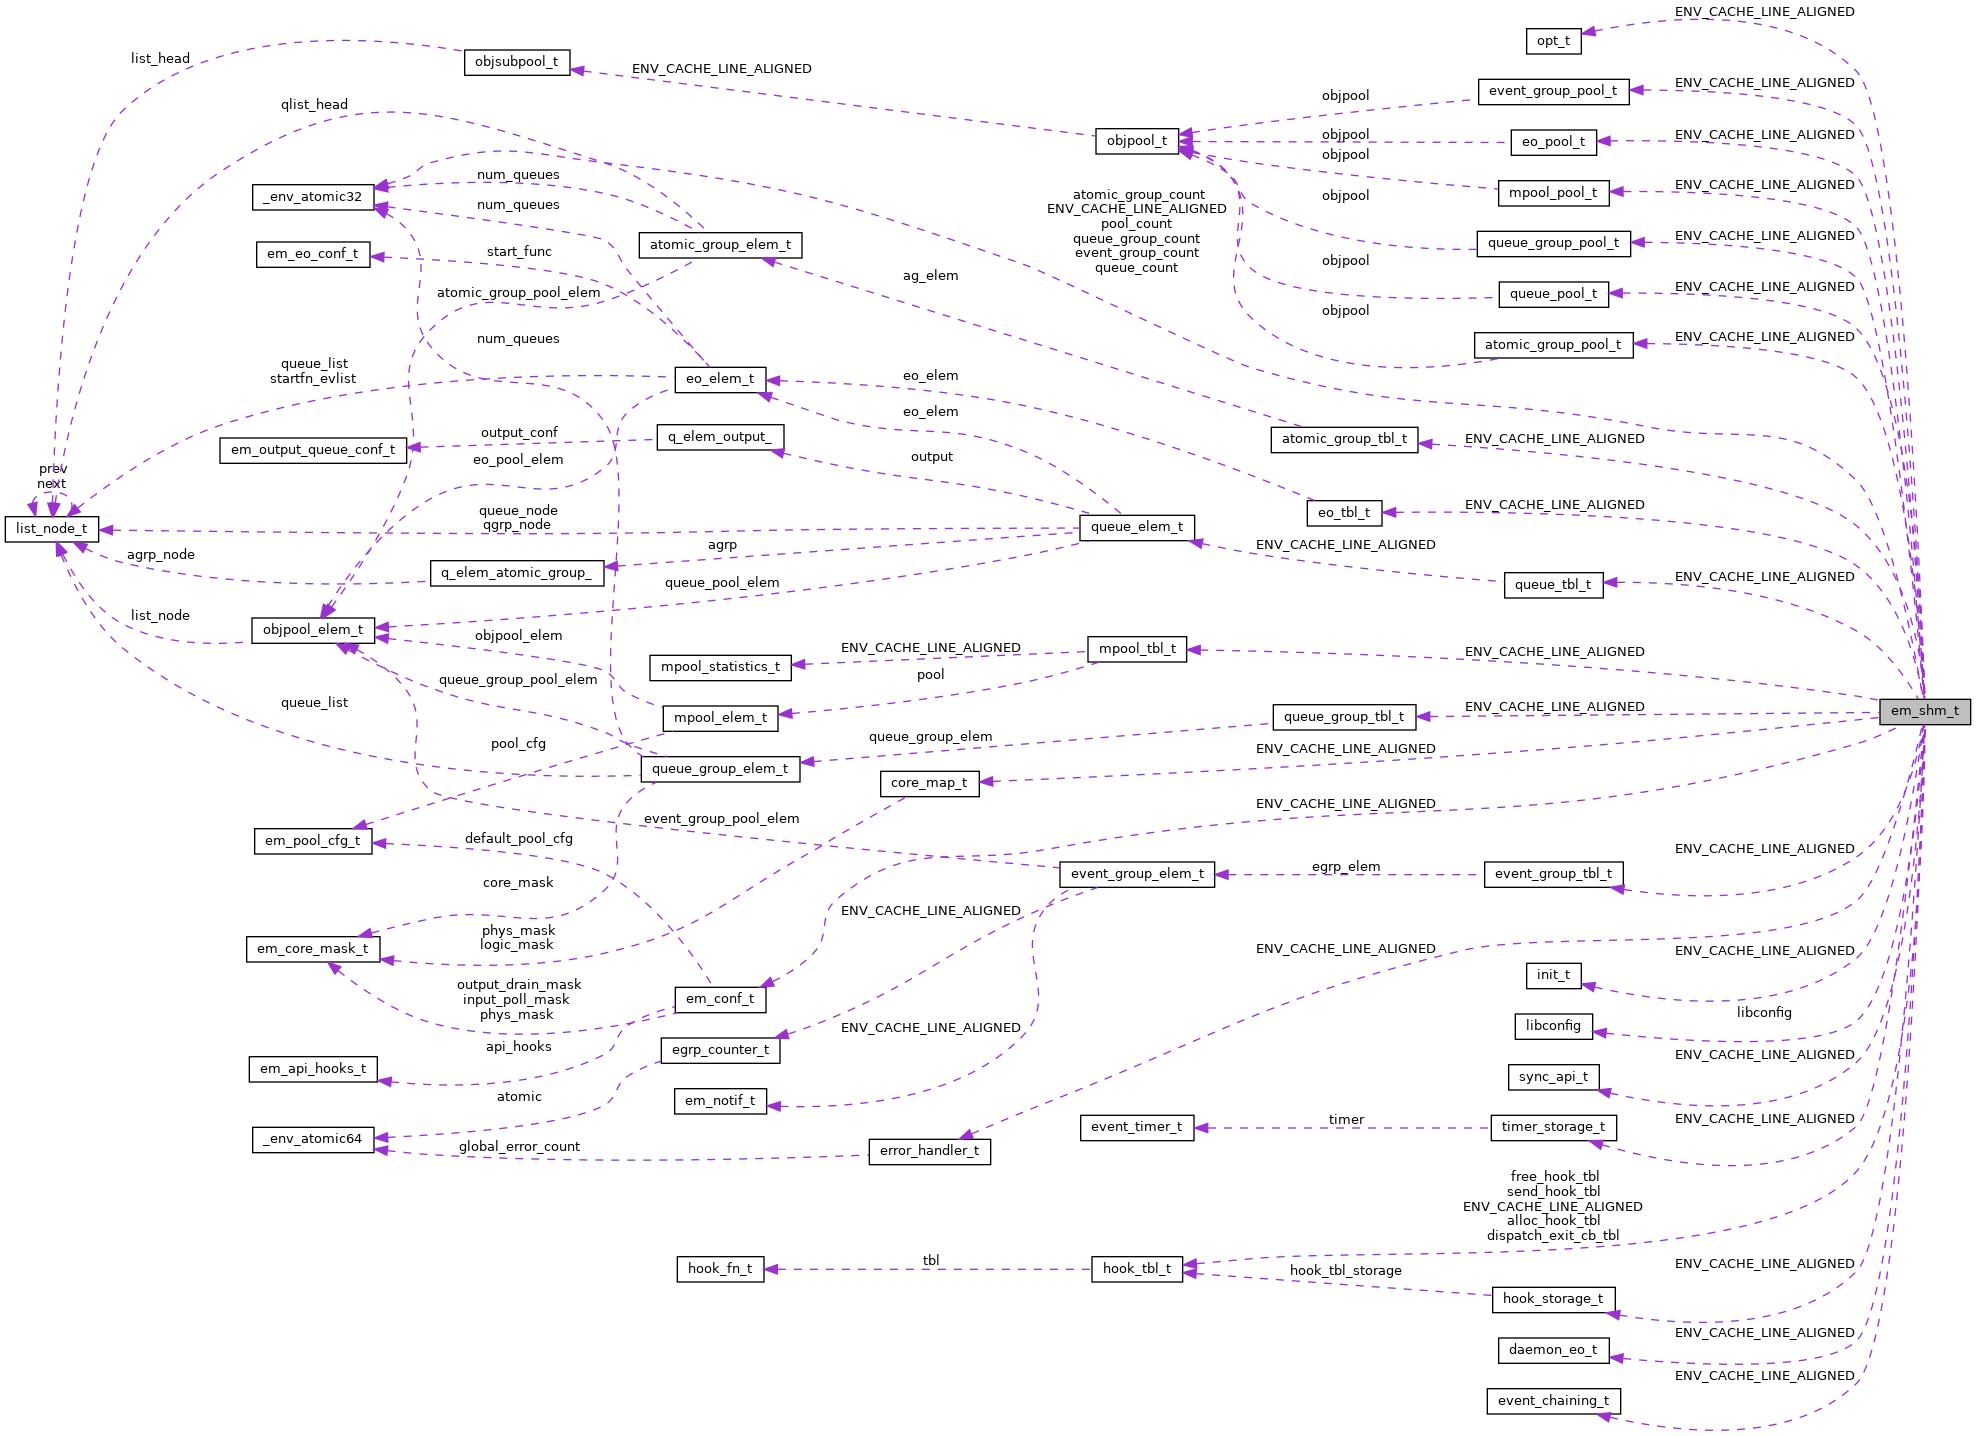 ENV_CACHE_LINE_ALIGNED
opt_t
list_head
objsubpool_t
ENV_CACHE_LINE_ALIGNED
ENV_CACHE_LINE_ALIGNED
event_group_pool_t
objpool
qlist_head
objpool_t
objpool
eo_pool_t
ENV_CACHE_LINE_ALIGNED
objpool
num_queues
mpool_pool_t
ENV_CACHE_LINE_ALIGNED
_env_atomic32
num_queues
atomic_group_count
ENV_CACHE_LINE_ALIGNED
pool_count
queue_group_count
event_group_count
queue_count
objpool
atomic_group_elem_t
queue_group_pool_t
ENV_CACHE_LINE_ALIGNED
em_eo_conf_t
start_func
objpool
ag_elem
atomic_group_pool_elem
queue_pool_t
ENV_CACHE_LINE_ALIGNED
objpool
num_queues
atomic_group_pool_t
ENV_CACHE_LINE_ALIGNED
queue_list
startfn_evlist
eo_elem_t
eo_elem
eo_elem
output_conf
q_elem_output_
atomic_group_tbl_t
ENV_CACHE_LINE_ALIGNED
em_output_queue_conf_t
eo_pool_elem
output
prev
next
list_node_t
queue_node
qgrp_node
queue_elem_t
eo_tbl_t
ENV_CACHE_LINE_ALIGNED
agrp_node
agrp
ENV_CACHE_LINE_ALIGNED
q_elem_atomic_group_
queue_pool_elem
queue_tbl_t
ENV_CACHE_LINE_ALIGNED
list_node
objpool_elem_t
objpool_elem
mpool_statistics_t
ENV_CACHE_LINE_ALIGNED
mpool_tbl_t
ENV_CACHE_LINE_ALIGNED
queue_group_pool_elem
pool
queue_list
mpool_elem_t
queue_group_tbl_t
ENV_CACHE_LINE_ALIGNED
em_shm_t
pool_cfg
queue_group_elem
ENV_CACHE_LINE_ALIGNED
queue_group_elem_t
core_map_t
ENV_CACHE_LINE_ALIGNED
event_group_pool_elem
em_pool_cfg_t
default_pool_cfg
ENV_CACHE_LINE_ALIGNED
core_mask
event_group_elem_t
egrp_elem
event_group_tbl_t
ENV_CACHE_LINE_ALIGNED
phys_mask
logic_mask
em_core_mask_t
ENV_CACHE_LINE_ALIGNED
ENV_CACHE_LINE_ALIGNED
init_t
output_drain_mask
input_poll_mask
phys_mask
em_conf_t
libconfig
libconfig
ENV_CACHE_LINE_ALIGNED
api_hooks
egrp_counter_t
em_api_hooks_t
sync_api_t
ENV_CACHE_LINE_ALIGNED
atomic
em_notif_t
event_timer_t
timer
timer_storage_t
ENV_CACHE_LINE_ALIGNED
_env_atomic64
global_error_count
error_handler_t
free_hook_tbl
send_hook_tbl
ENV_CACHE_LINE_ALIGNED
alloc_hook_tbl
dispatch_exit_cb_tbl
hook_fn_t
tbl
hook_tbl_t
hook_tbl_storage
ENV_CACHE_LINE_ALIGNED
hook_storage_t
ENV_CACHE_LINE_ALIGNED
daemon_eo_t
ENV_CACHE_LINE_ALIGNED
event_chaining_t